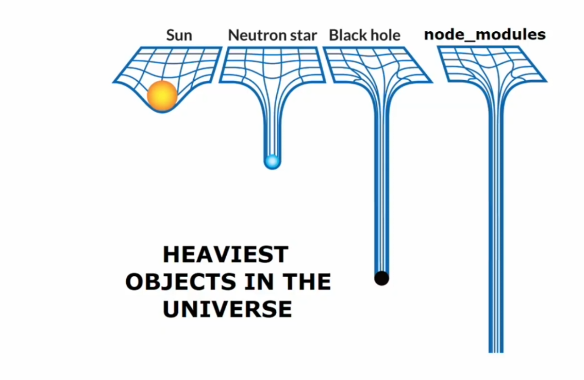 Sun
Neutron star
Black hole
node_modules
HEAVIEST
OBJECTS IN THE
UNIVERSE